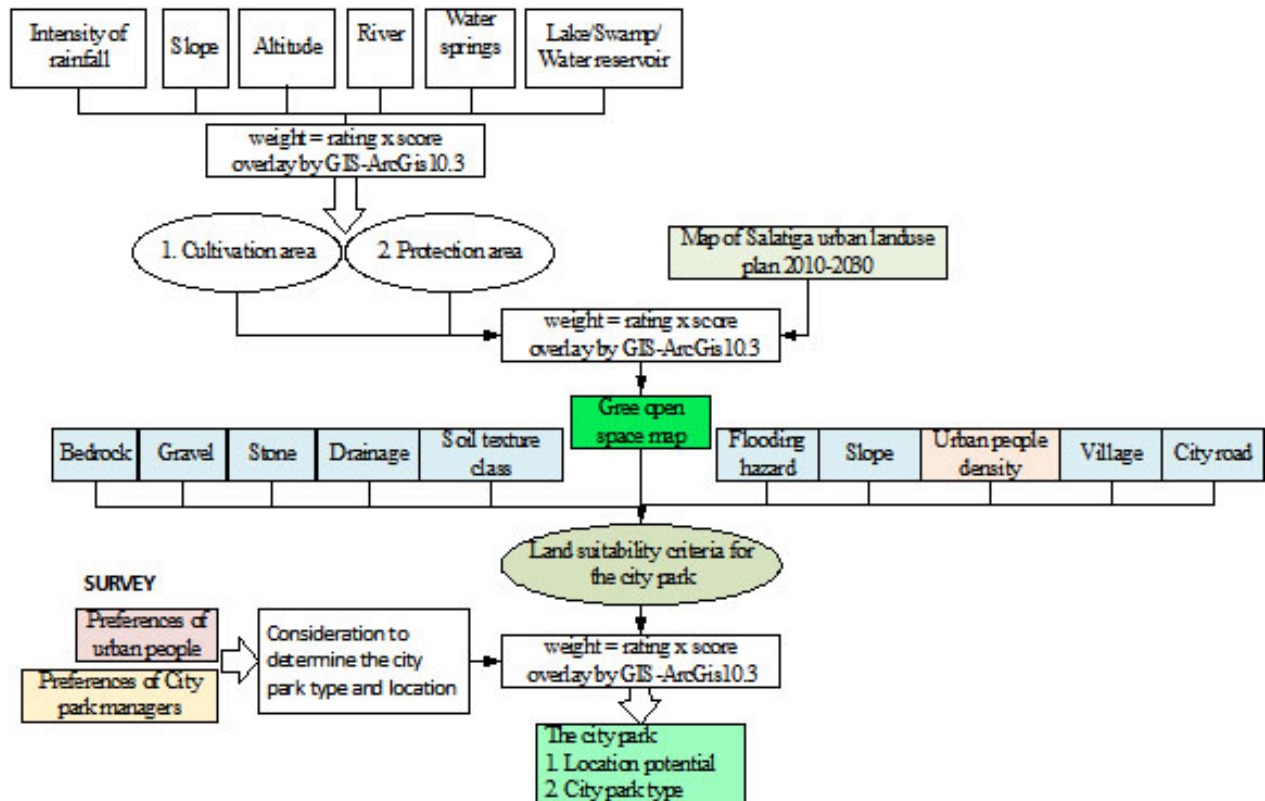 Intensity of
rainfall
Slope
Altitude
River
Water
springs
Lake/Swamp/
Water reservoir
weight = rating x score
overlay by GIS-ArcGis10.3
1. Cultivation area
2. Protection area
Map of Salatiga urban landuse
plan 2010-2030
weight = rating x score
overlay by GIS-ArcGis10.3
Gree open
space map
Bedrock
Gravel
Stone
Drainage
Soil texture
class
Flooding
hazard
Slope
Urban people
density
Village
City road
Land suitability criteria for
the city park
SURVEY
Preferences of
urban people
Preferences of City
park managers
Consideration to
determine the city
park type and location
weight = rating x score
overlay by GIS-ArcGis10.3
The city park
1. Location potential
2. City park type